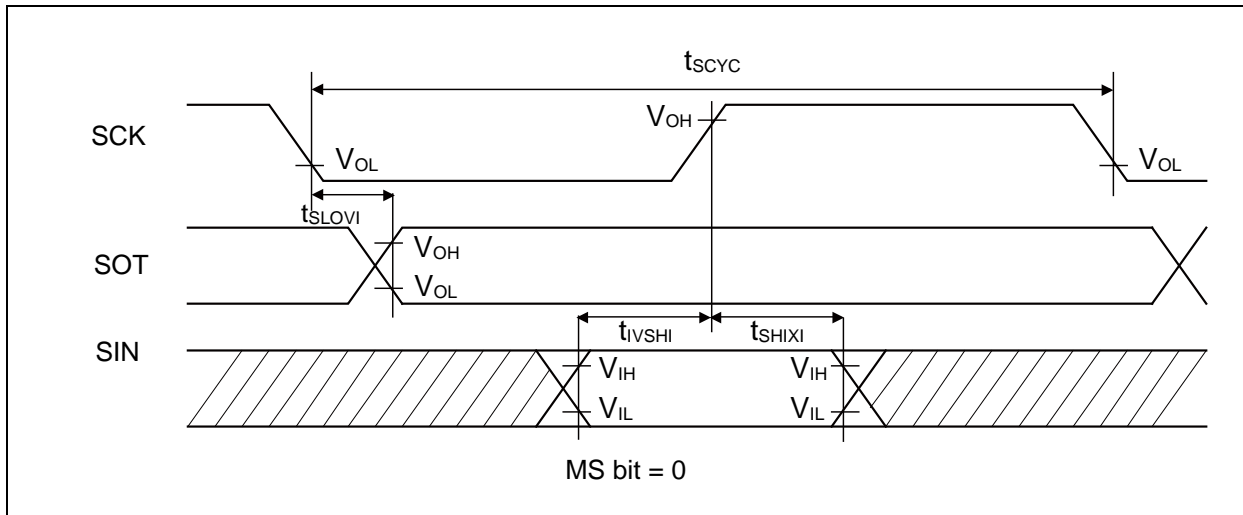 tSCYC
SCK
VOH
VOL
VOL
tSLOVI
SOT
VOH
VOL
tIVSHI
tSHIXI
SIN
VIH
VIH
VIL
VIL
MS bit = 0